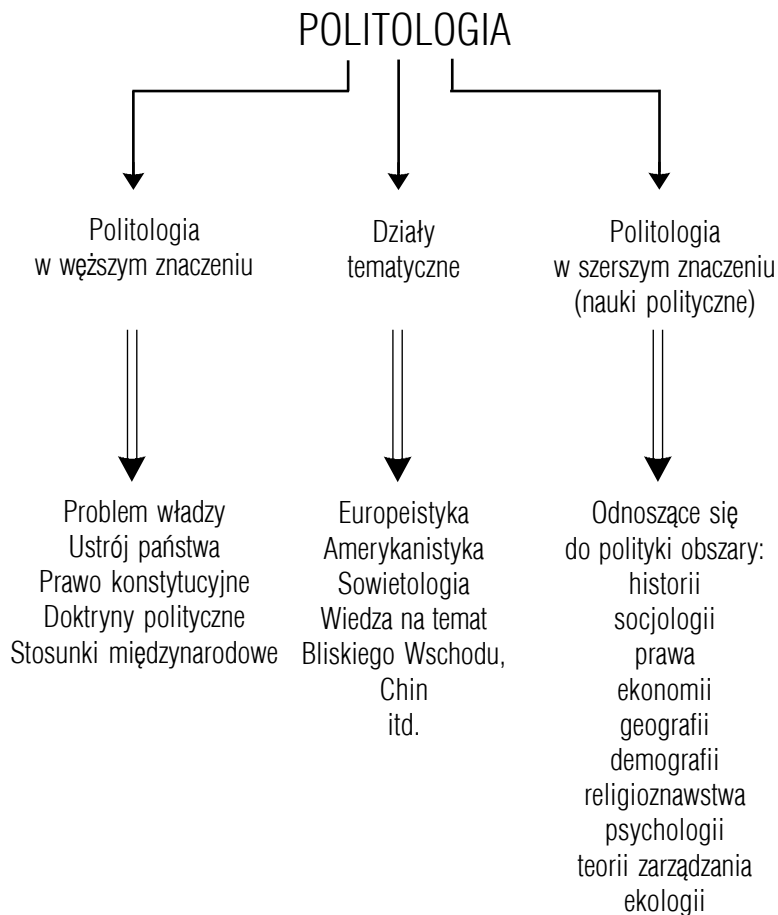 POLITOLOGIA
Politologia
w węższym znaczeniu
Działy
tematyczne
Politologia
w szerszym znaczeniu
(nauki polityczne)
Problem władzy
Ustrój państwa
Prawo konstytucyjne
Doktryny polityczne
Stosunki międzynarodowe
Europeistyka
Amerykanistyka
Sowietologia
Wiedza na temat
Bliskiego Wschodu,
Chin
itd.
Odnoszące się
do polityki obszary:
historii
socjologii
prawa
ekonomii
geografii
demografii
religioznawstwa
psychologii
teorii zarządzania
ekologii